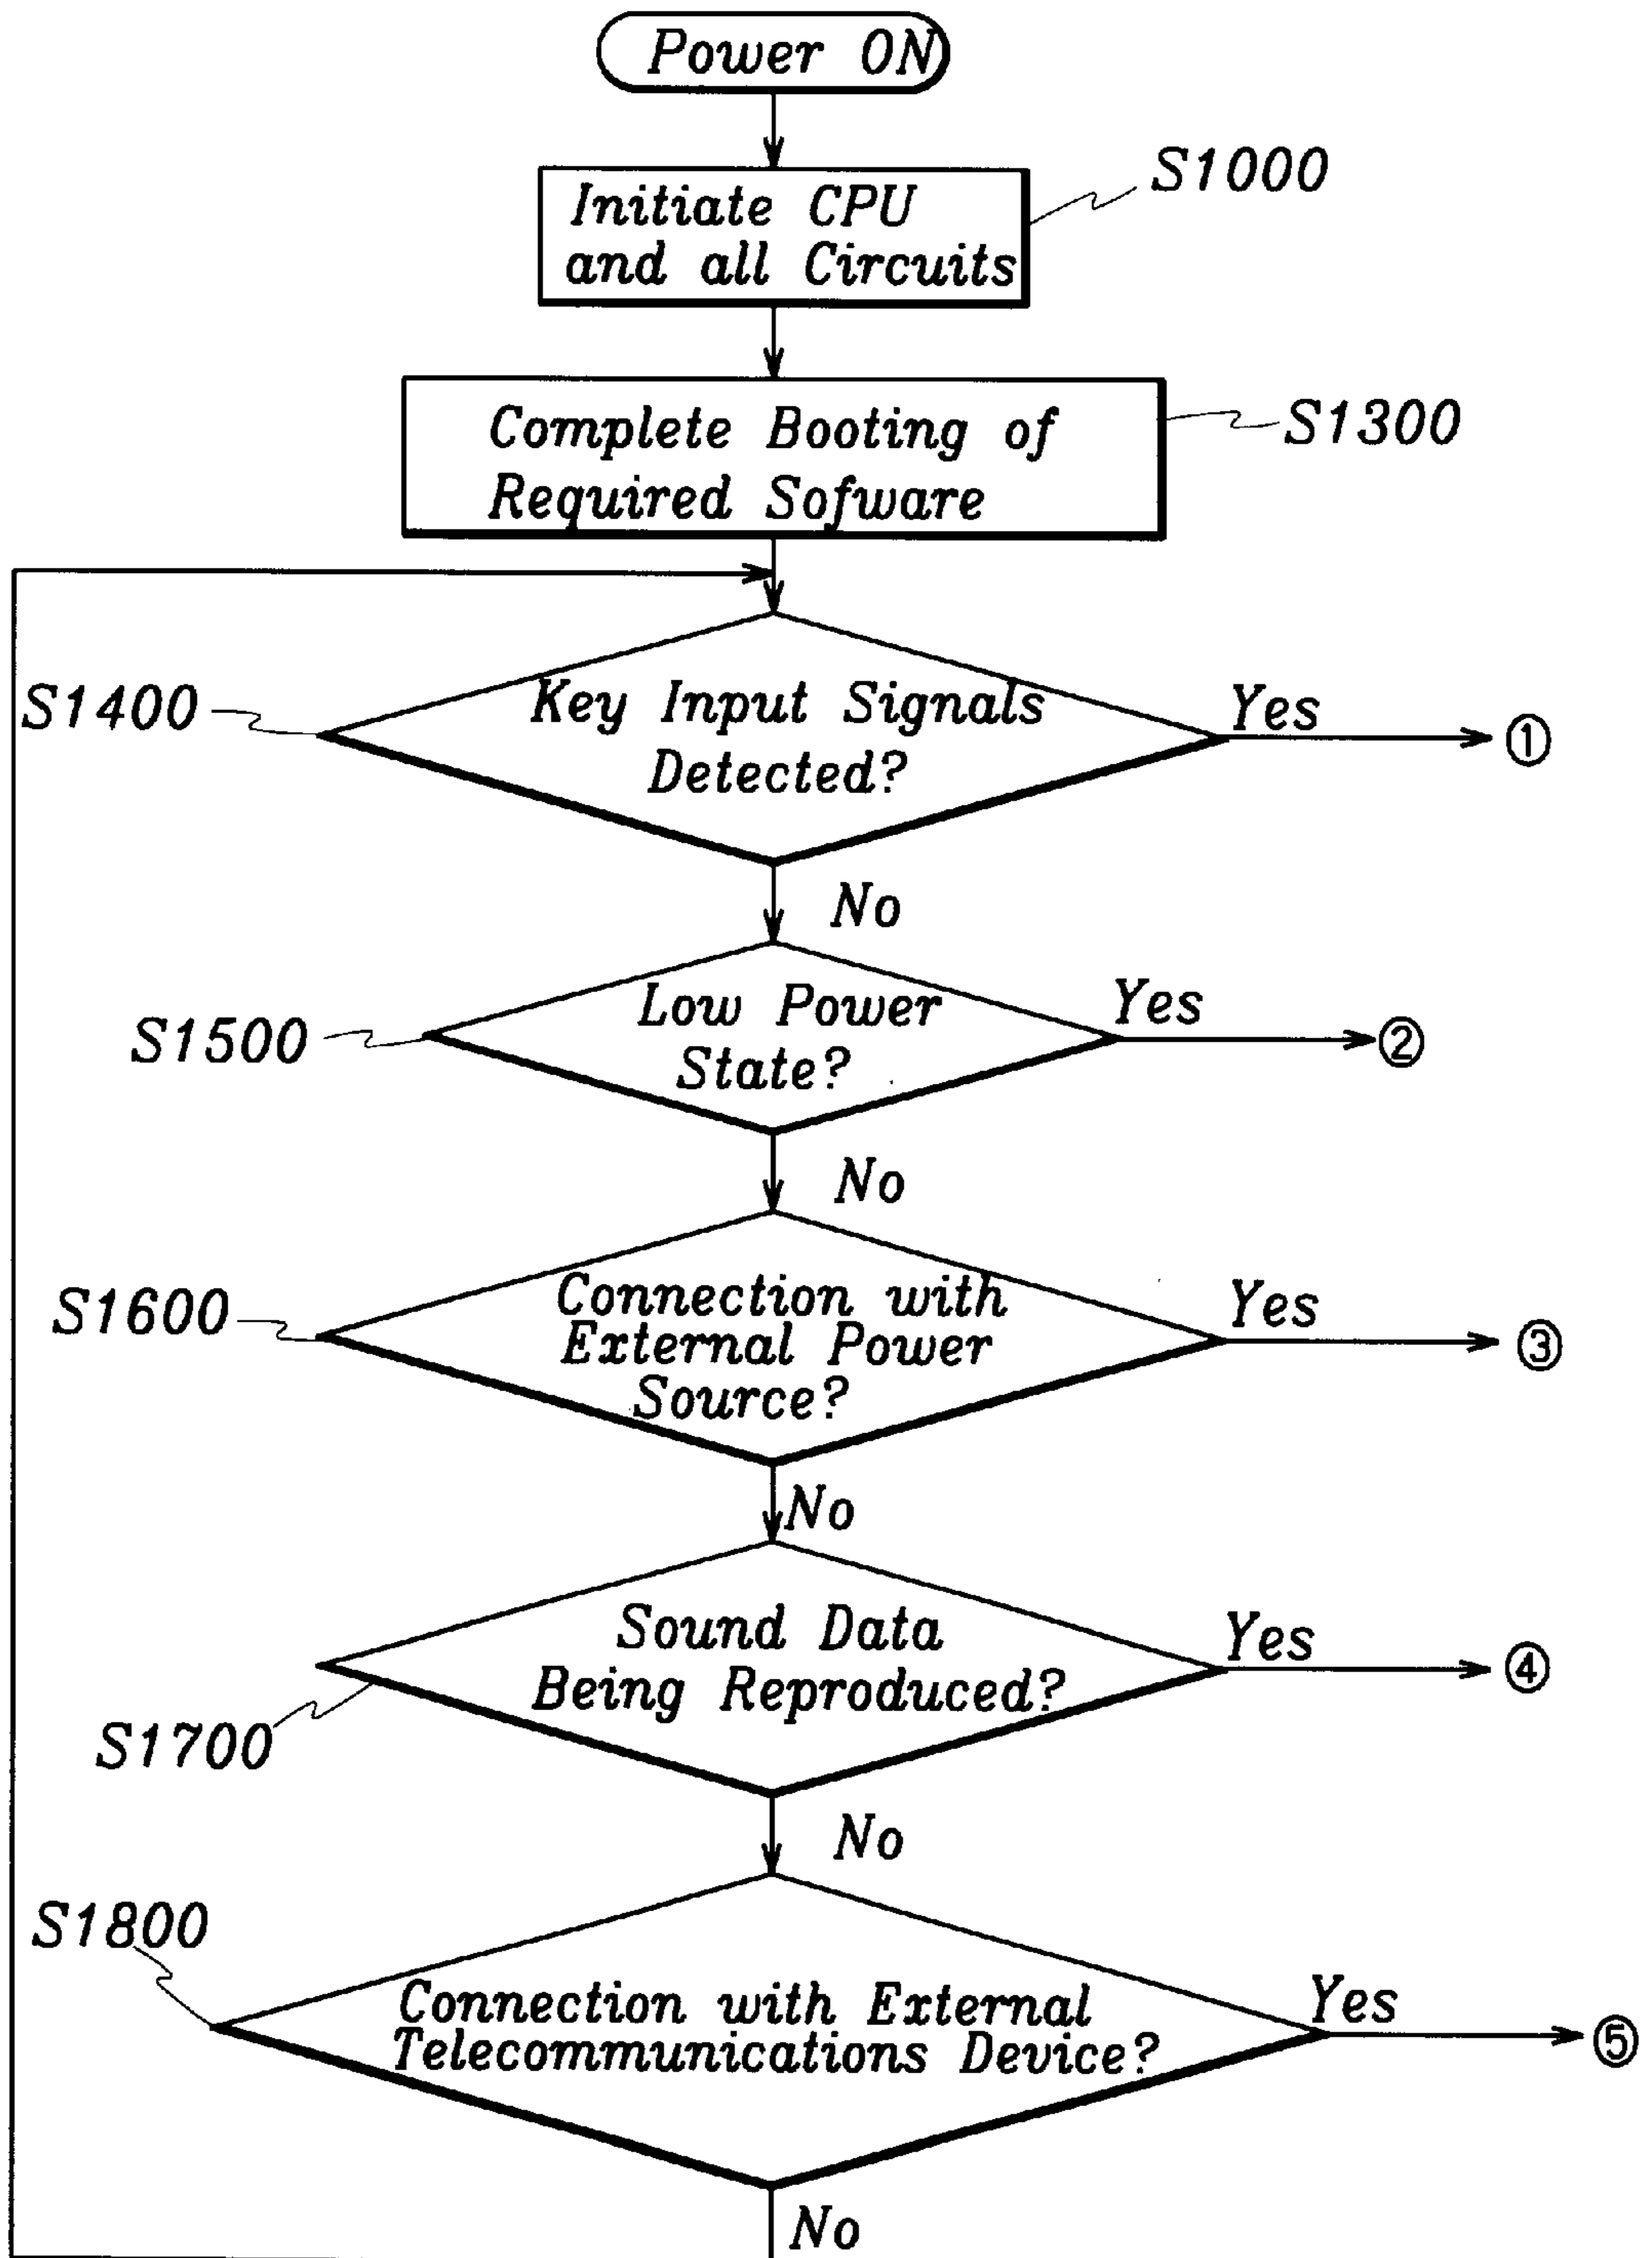 Power ON
S1000
Initiate CPU
and all Circuits
S1300
Complete Booting of
Required Sofware
S1400
Key Input Signals
Detected?
Yes
①
No
S1500
Low Power
State?
Yes
②
No
S1600
Connection with
External Power
Source?
Yes
③
No
S1700
Sound Data
Being Reproduced?
Yes
④
No
S1800
Connection with External
Telecommunications Device?
Yes
⑤
No